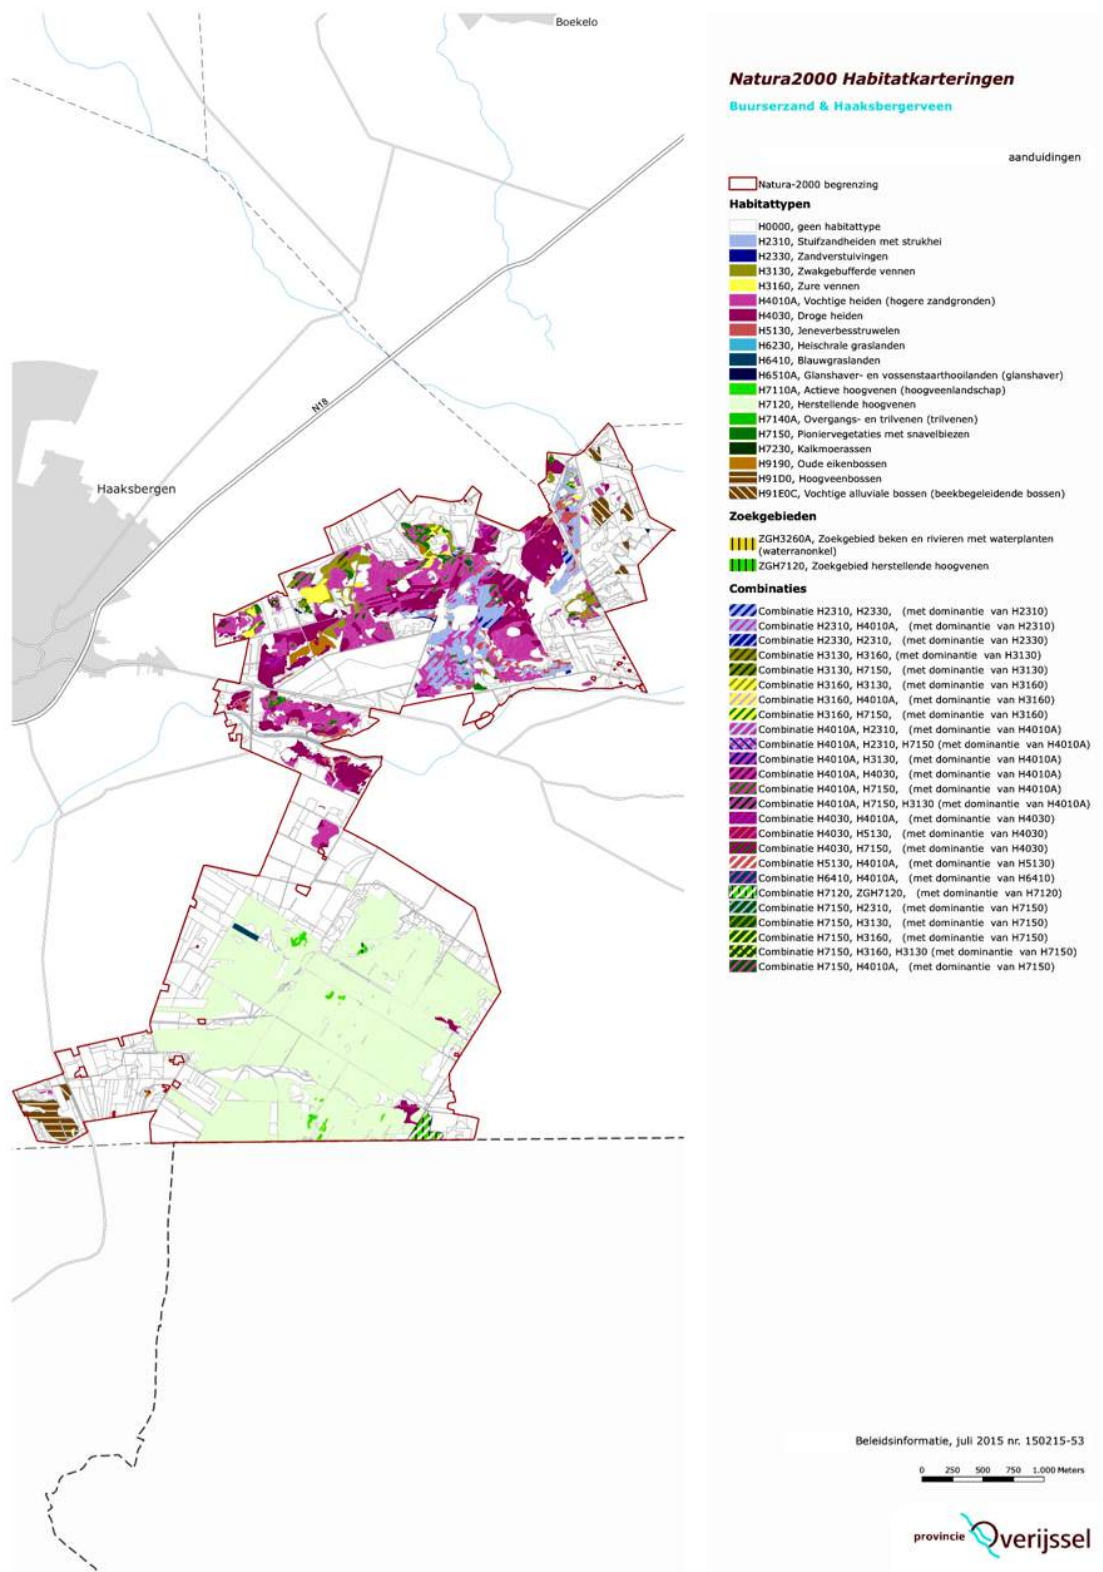 Boekelo
N18
Haaksbergen
Natura2000 Habitatkarteringen
Buurserzand & Haaksbergerveen
aanduidingen
Natura-2000 begrenzing
Habitattypen
H0000, geen habitattype
H2310, Stuifzandheiden met struikhei
H2330, Zandverstuivingen
H3130, Zwakgebufferde vennen
H3160, Zure vennen
H4010A, Vochtige heiden (hogere zandgronden)
H4030, Droge heiden
H5130, Jeneverbesstruwelen
H6230, Heischrale graslanden
H6410, Blauwgraslanden
H6510A, Glanshaver- en vossenstaarthooilanden (glanshaver)
H7110A, Actieve hoogvenen (hoogveenlandschap)
H7120, Herstellende hoogvenen
H7140A, Overgangs- en trilvenen (trilvenen)
H7150, Pioniervegetaties met snavelbiezen
H7230, Kalkmoerassen
H9190, Oude eikenbossen
H91D0, Hoogveenbossen
H91E0C, Vochtige alluviale bossen (beekbegeleidende bossen)
Zoekgebieden
ZGH3260A, Zoekgebied beken en rivieren met waterplanten
(waterranonkel)
ZGH7120, Zoekgebied herstellende hoogvenen
Combinaties
Combinatie H2310, H2330, (met dominantie van H2310)
Combinatie H2310, H4010A, (met dominantie van H2310)
Combinatie H2330, H2310, (met dominantie van H2330)
Combinatie H3130, H3160, (met dominantie van H3130)
Combinatie H3130, H7150, (met dominantie van H3130)
Combinatie H3160, H3130, (met dominantie van H3160)
Combinatie H3160, H4010A, (met dominantie van H3160)
Combinatie H3160, H7150, (met dominantie van H3160)
Combinatie H4010A, H2310, (met dominantie van H4010A)
Combinatie H4010A, H2310, H7150 (met dominantie van H4010A)
Combinatie H4010A, H3130, (met dominantie van H4010A)
Combinatie H4010A, H4030, (met dominantie van H4010A)
Combinatie H4010A, H7150, (met dominantie van H4010A)
Combinatie H4010A, H7150, H3130 (met dominantie van H4010A)
Combinatie H4030, H4010A, (met dominantie van H4030)
Combinatie H4030, H5130, (met dominantie van H4030)
Combinatie H4030, H7150, (met dominantie van H4030)
Combinatie H5130, H4010A, (met dominantie van H5130)
Combinatie H6410, H4010A, (met dominantie van H6410)
Combinatie H7120, ZGH7120, (met dominantie van H7120)
Combinatie H7150, H2310, (met dominantie van H7150)
Combinatie H7150, H3130, (met dominantie van H7150)
Combinatie H7150, H3160, (met dominantie van H7150)
Combinatie H7150, H3160, H3130 (met dominantie van H7150)
Combinatie H7150, H4010A, (met dominantie van H7150)
Beleidsinformatie, juli 2015 nr. 150215-53
0 250 500 750 1.000 Meters
provincie Overijssel